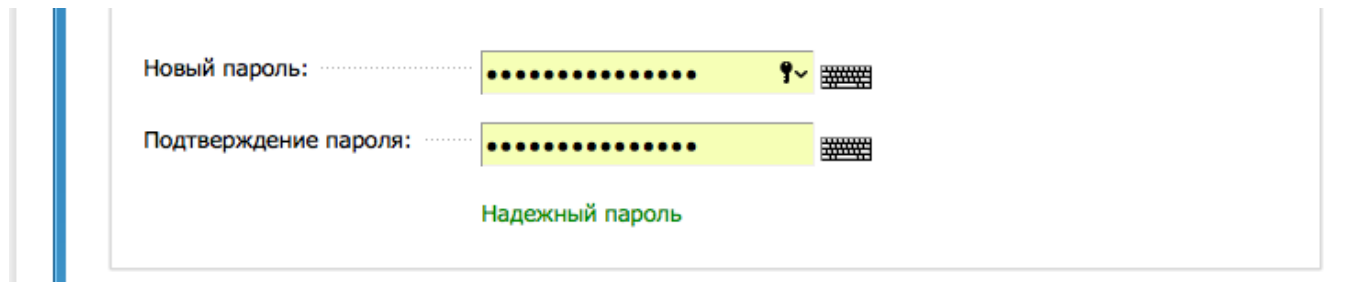 Новый пароль: •••••••••••••••
Подтверждение пароля: •••••••••••••••
Надежный пароль